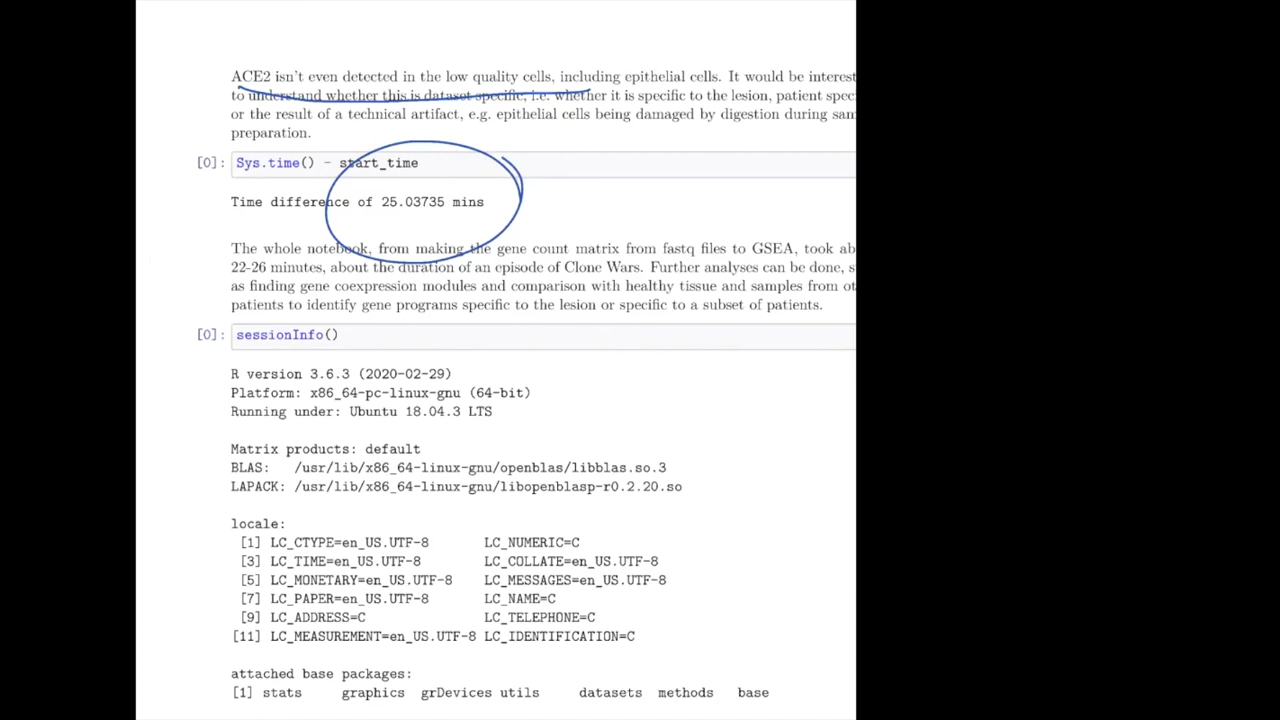 ACE2 isn't even detected in the low quality cells, including epithelial cells. It would be interest
to understand whether this is dataset specific, i.e. whether it is specific to the lesion, patient spec
or the result of a technical artifact, e.g. epithelial cells being damaged by digestion during sam
preparation.
[0]: Sys.time() - start_time
Time difference of 25.03735 mins
The whole notebook, from making the gene count matrix from fastq files to GSEA, took ab
22-26 minutes, about the duration of an episode of Clone Wars. Further analyses can be done, s
as finding gene coexpression modules and comparison with healthy tissue and samples from ot
patients to identify gene programs specific to the lesion or specific to a subset of patients.
[0]: sessionInfo()
R version 3.6.3 (2020-02-29)
Platform: x86_64-pc-linux-gnu (64-bit)
Running under: Ubuntu 18.04.3 LTS
Matrix products: default
BLAS: /usr/lib/x86_64-linux-gnu/openblas/libblas.so.3
LAPACK: /usr/lib/x86_64-linux-gnu/libopenblasp-r0.2.20.so
locale:
[1] LC_CTYPE=en_US.UTF-8 LC_NUMERIC=C
[3] LC_TIME=en_US.UTF-8 LC_COLLATE=en_US.UTF-8
[5] LC_MONETARY=en_US.UTF-8 LC_MESSAGES=en_US.UTF-8
[7] LC_PAPER=en_US.UTF-8 LC_NAME=C
[9] LC_ADDRESS=C LC_TELEPHONE=C
[11] LC_MEASUREMENT=en_US.UTF-8 LC_IDENTIFICATION=C
attached base packages:
[1] stats graphics grDevices utils datasets methods base